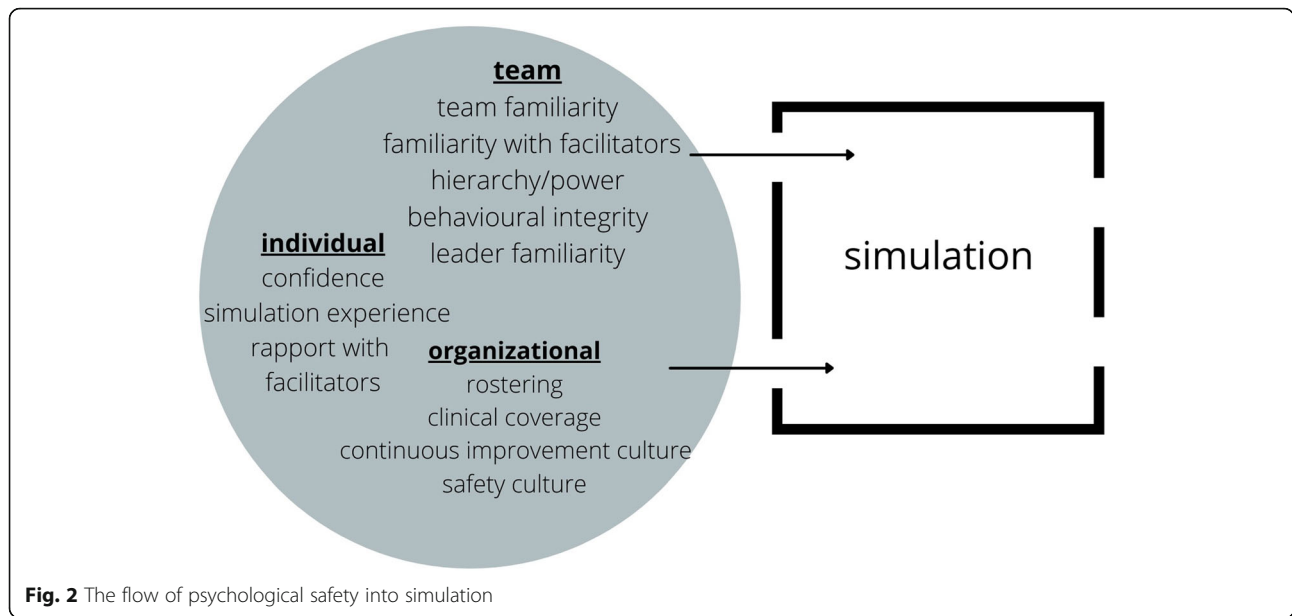 team
team familiarity
familiarity with facilitators
hierarchy/power
behavioural integrity
leader familiarity
individual
confidence
simulation experience
rapport with
facilitators
organizational
rostering
clinical coverage
continuous improvement culture
safety culture
simulation
Fig. 2 The flow of psychological safety into simulation